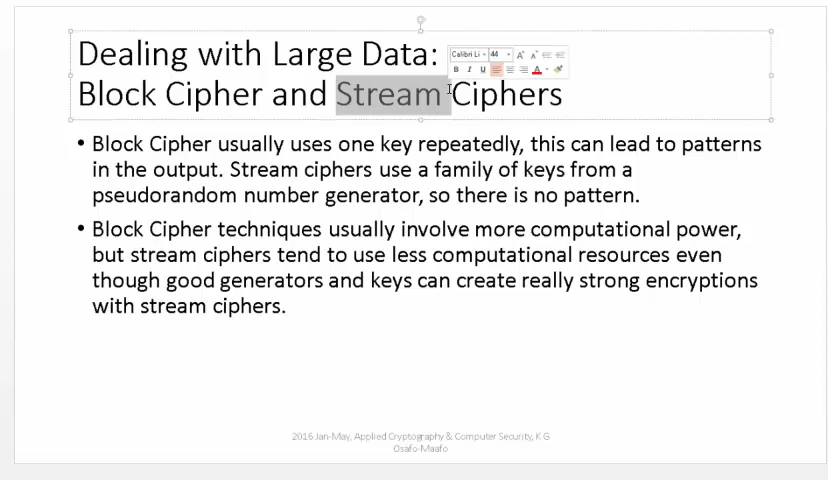 Dealing with Large Data:
Calibri Li 44 A A
B I U A
Block Cipher and Stream Ciphers
• Block Cipher usually uses one key repeatedly, this can lead to patterns
in the output. Stream ciphers use a family of keys from a
pseudorandom number generator, so there is no pattern.
• Block Cipher techniques usually involve more computational power,
but stream ciphers tend to use less computational resources even
though good generators and keys can create really strong encryptions
with stream ciphers.
2016 Jan-May, Applied Cryptography & Computer Security, K G
Osafo-Maafo